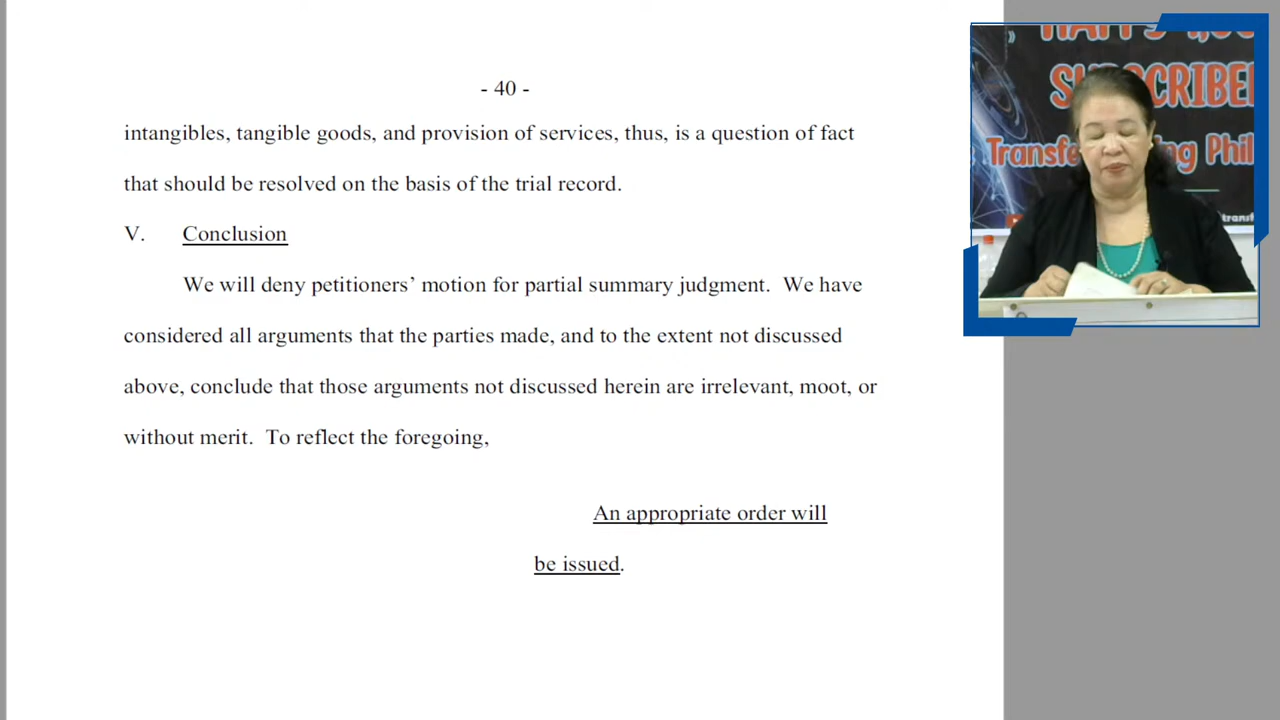 - 40 -
intangibles, tangible goods, and provision of services, thus, is a question of fact
that should be resolved on the basis of the trial record.
V. Conclusion
We will deny petitioners’ motion for partial summary judgment. We have
considered all arguments that the parties made, and to the extent not discussed
above, conclude that those arguments not discussed herein are irrelevant, moot, or
without merit. To reflect the foregoing,
An appropriate order will
be issued.